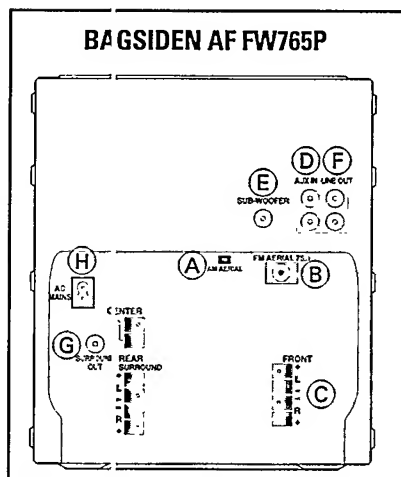 BAGSIDEN AF FW765P
D F
AUX IN LINE OUT
E
SUB-WOOFER
H
A
AM AERIAL
FM AERIAL 75Ω
B
AC
MAINS
CENTER
G
SURROUND
OUT
REAR
SURROUND
+
L
-
-
R
+
FRONT
+
L
-
-
R
+
C